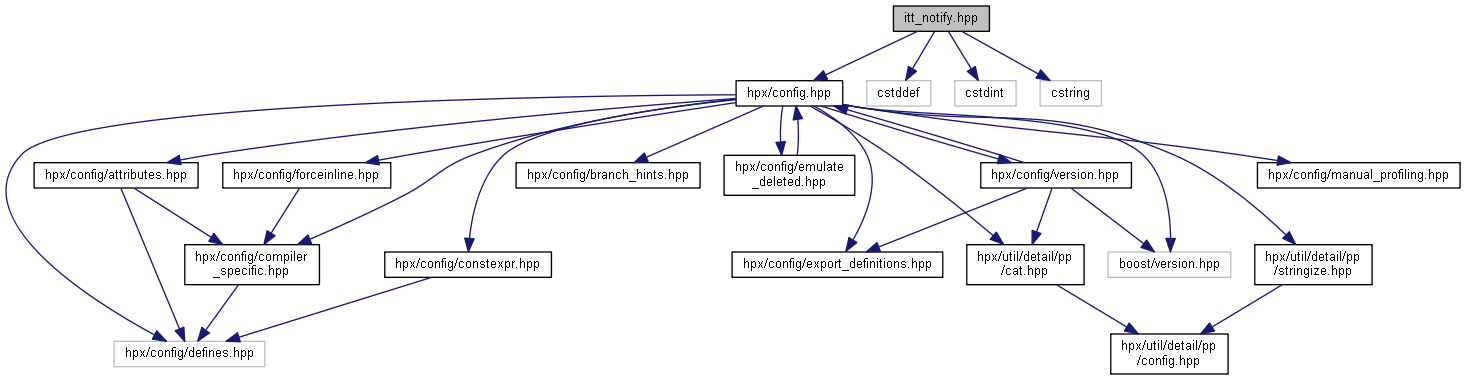 itt_notify.hpp
hpx/config.hpp
cstddef
cstdint
cstring
hpx/config/attributes.hpp
hpx/config/forceinline.hpp
hpx/config/branch_hints.hpp
hpx/config/emulate
_deleted.hpp
hpx/config/version.hpp
hpx/config/manual_profiling.hpp
hpx/config/compiler
_specific.hpp
hpx/config/constexpr.hpp
hpx/config/export_definitions.hpp
hpx/util/detail/pp
/cat.hpp
boost/version.hpp
hpx/util/detail/pp
/stringize.hpp
hpx/config/defines.hpp
hpx/util/detail/pp
/config.hpp